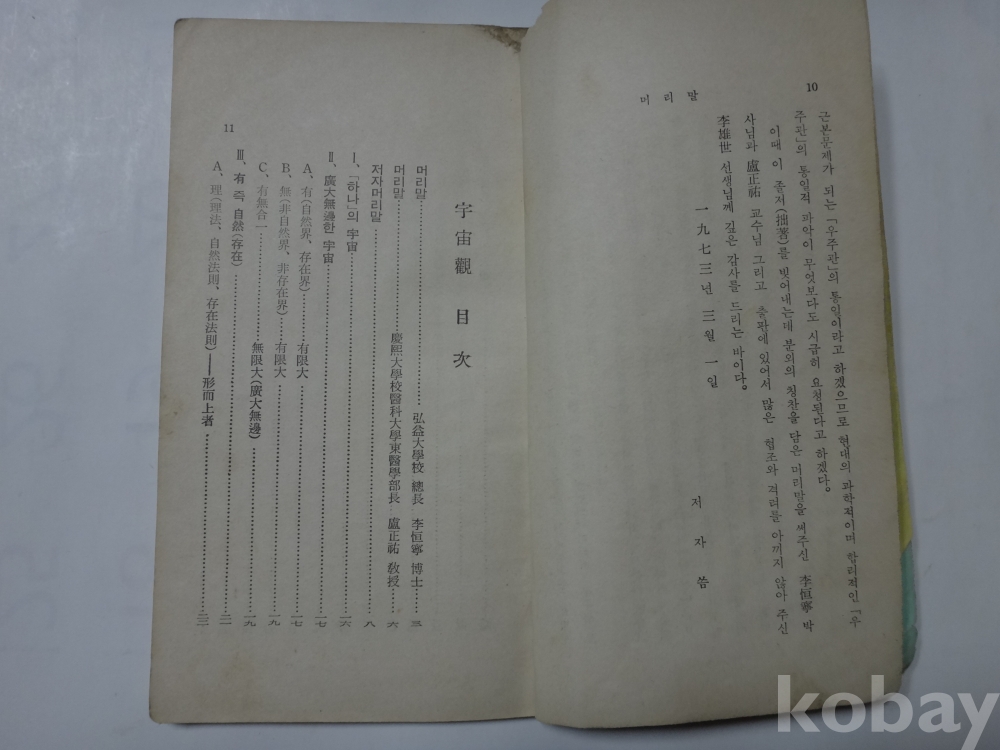 10
머 리 말
근본문제가 되는 「우주관」의 통일이라고 하겠으므로 현대의 과학적이며 합리적인 「우
주관」의 통일적 파악이 무엇보다도 시급히 요청된다고 하겠다.
이때 이 졸저(拙著)를 빚어내는데 분외의 칭찬을 담은 머리말을 써주신 李恒寧 박
사님과 盧正祐 교수님 그리고 출판에 있어서 많은 협조와 격려를 아끼지 않아 주신
李雄世 선생님께 깊은 감사를 드리는 바이다.
一九七三년 三월 一일
저 자 씀
宇宙觀 目次
머리말……弘益大學校 總長 李恒寧 博士……三
머리말……慶熙大學校醫科大學東醫學部長 盧正祐 敎授……六
저자머리말……八
Ⅰ、「하나」의 宇宙……一六
Ⅱ、廣大無邊한 宇宙……一七
A、有(自然界、存在界)……有限大……一七
B、無(非自然界、非存在界)……有限大……一九
C、有無合一……無限大(廣大無邊)……一九
Ⅲ、有 즉 自然(存在)……二一
A、理(理法、自然法則、存在法則)──形而上者……二二
11
kobay